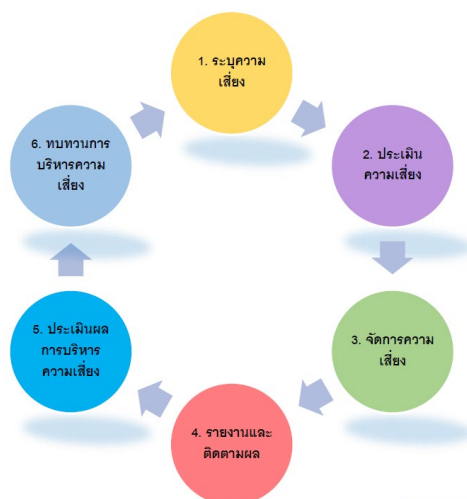 1. ระบุความ
เสี่ยง
2. ประเมิน
ความเสี่ยง
3. จัดการความ
เสี่ยง
4. รายงานและ
ติดตามผล
5. ประเมินผล
การบริหาร
ความเสี่ยง
6. ทบทวนการ
บริหารความ
เสี่ยง